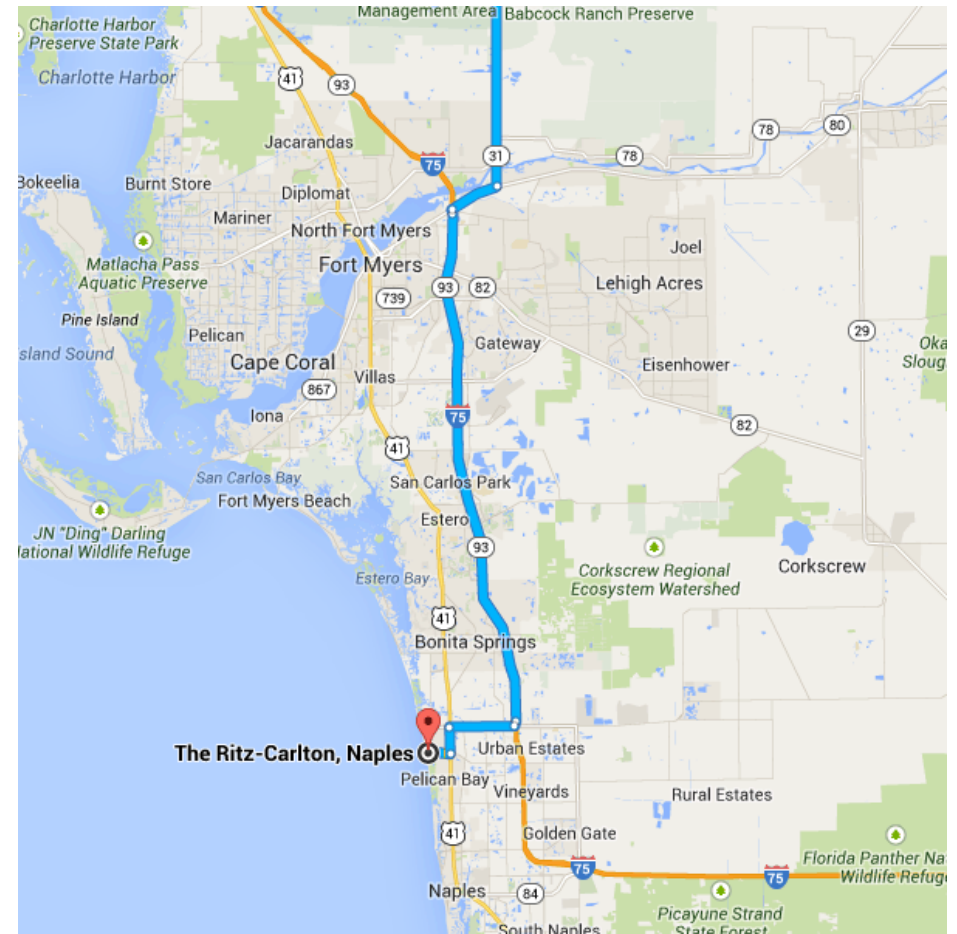 Management Area
Babcock Ranch Preserve
Charlotte Harbor
Preserve State Park
41
Charlotte Harbor
93
Jacarandas
78
80
75
31
78
Bokeelia
Burnt Store
Diplomat
Mariner
North Fort Myers
Joel
Matlacha Pass
Aquatic Preserve
Fort Myers
Lehigh Acres
93
82
739
Pine Island
29
Pelican
Gateway
sland Sound
Oka
Sloug
Cape Coral
Eisenhower
Villas
867
Iona
75
82
41
San Carlos Bay
San Carlos Park
Fort Myers Beach
JN "Ding" Darling
National Wildlife Refuge
Estero
93
Corkscrew
Corkscrew Regional
Ecosystem Watershed
Estero Bay
41
Bonita Springs
The Ritz-Carlton, Naples
Urban Estates
Pelican Bay
Vineyards
Rural Estates
41
Golden Gate
Florida Panther Na
Wildlife Refuge
75
75
Naples
84
Picayune Strand
State Forest
South Naples